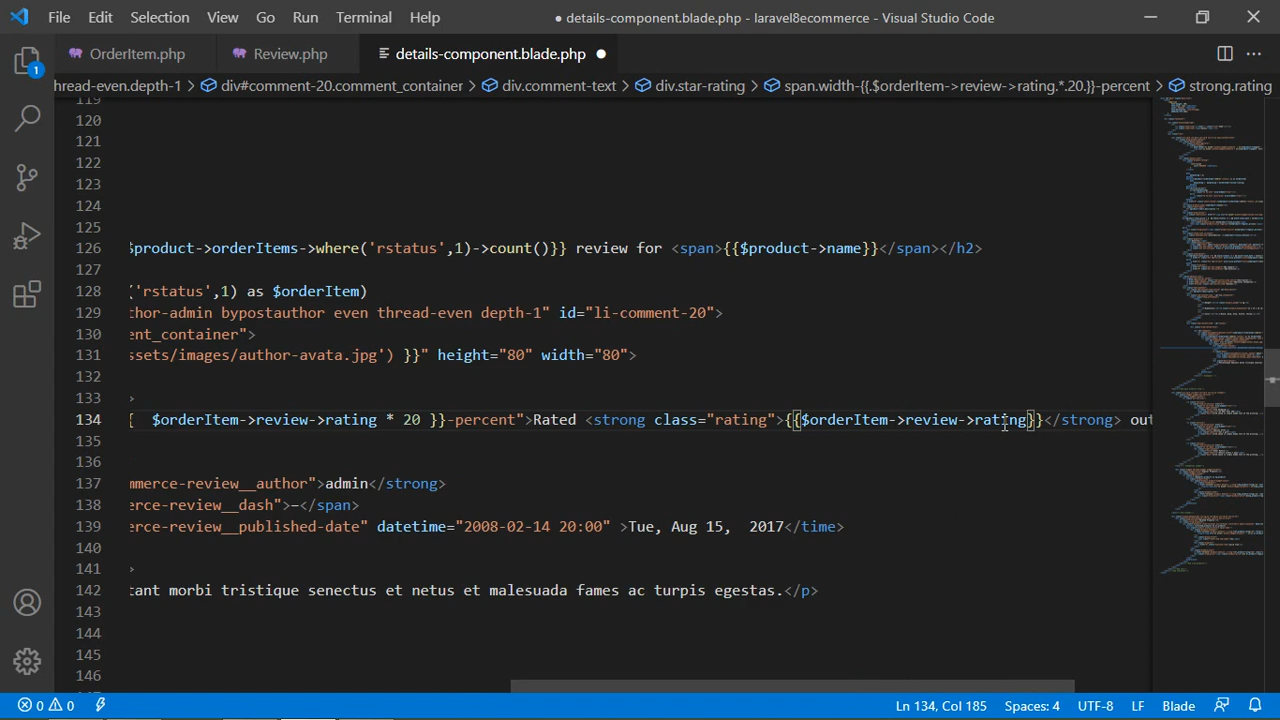 File Edit Selection View Go Run Terminal Help ● details-component.blade.php - laravel8ecommerce - Visual Studio Code
OrderItem.php Review.php details-component.blade.php
1 hread-even.depth-1 > div#comment-20.comment_container > div.comment-text > div.star-rating > span.width-{{.$orderItem->review->rating.*.20.}}-percent > strong.rating
119
120
121
122
123
124
125
126 $product->orderItems->where('rstatus',1)->count()}} review for <span>{{$product->name}}</span></h2>
127
128 ('rstatus',1) as $orderItem)
129 thor-admin bypostauthor even thread-even depth-1" id="li-comment-20">
130 ent_container">
131 ssets/images/author-avata.jpg') }}" height="80" width="80">
132
133 >
134 { $orderItem->review->rating * 20 }}-percent">Rated <strong class="rating">{{$orderItem->review->rating}}</strong> out
135
136
137 mmerce-review__author">admin</strong>
138 erce-review__dash">–</span>
139 erce-review__published-date" datetime="2008-02-14 20:00" >Tue, Aug 15,  2017</time>
140
141 >
142 tant morbi tristique senectus et netus et malesuada fames ac turpis egestas.</p>
143
144
145
146
0 0 Ln 134, Col 185 Spaces: 4 UTF-8 LF Blade